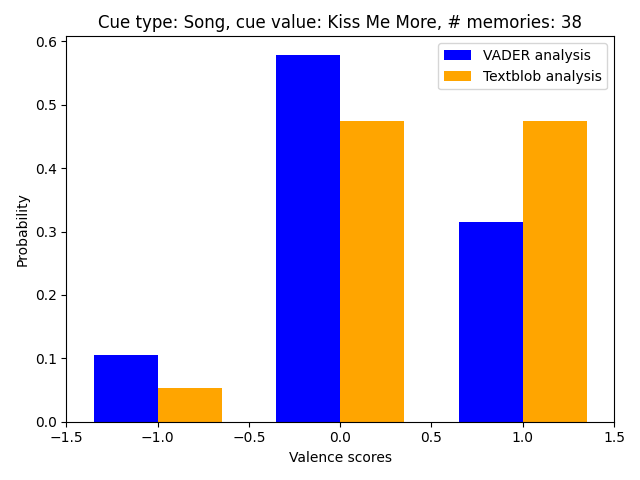 Cue type: Song, cue value: Kiss Me More, # memories: 38
VADER analysis
Textblob analysis
Probability
0.6
0.5
0.4
0.3
0.2
0.1
0.0
−1.5
−1.0
−0.5
0.0
0.5
1.0
1.5
Valence scores